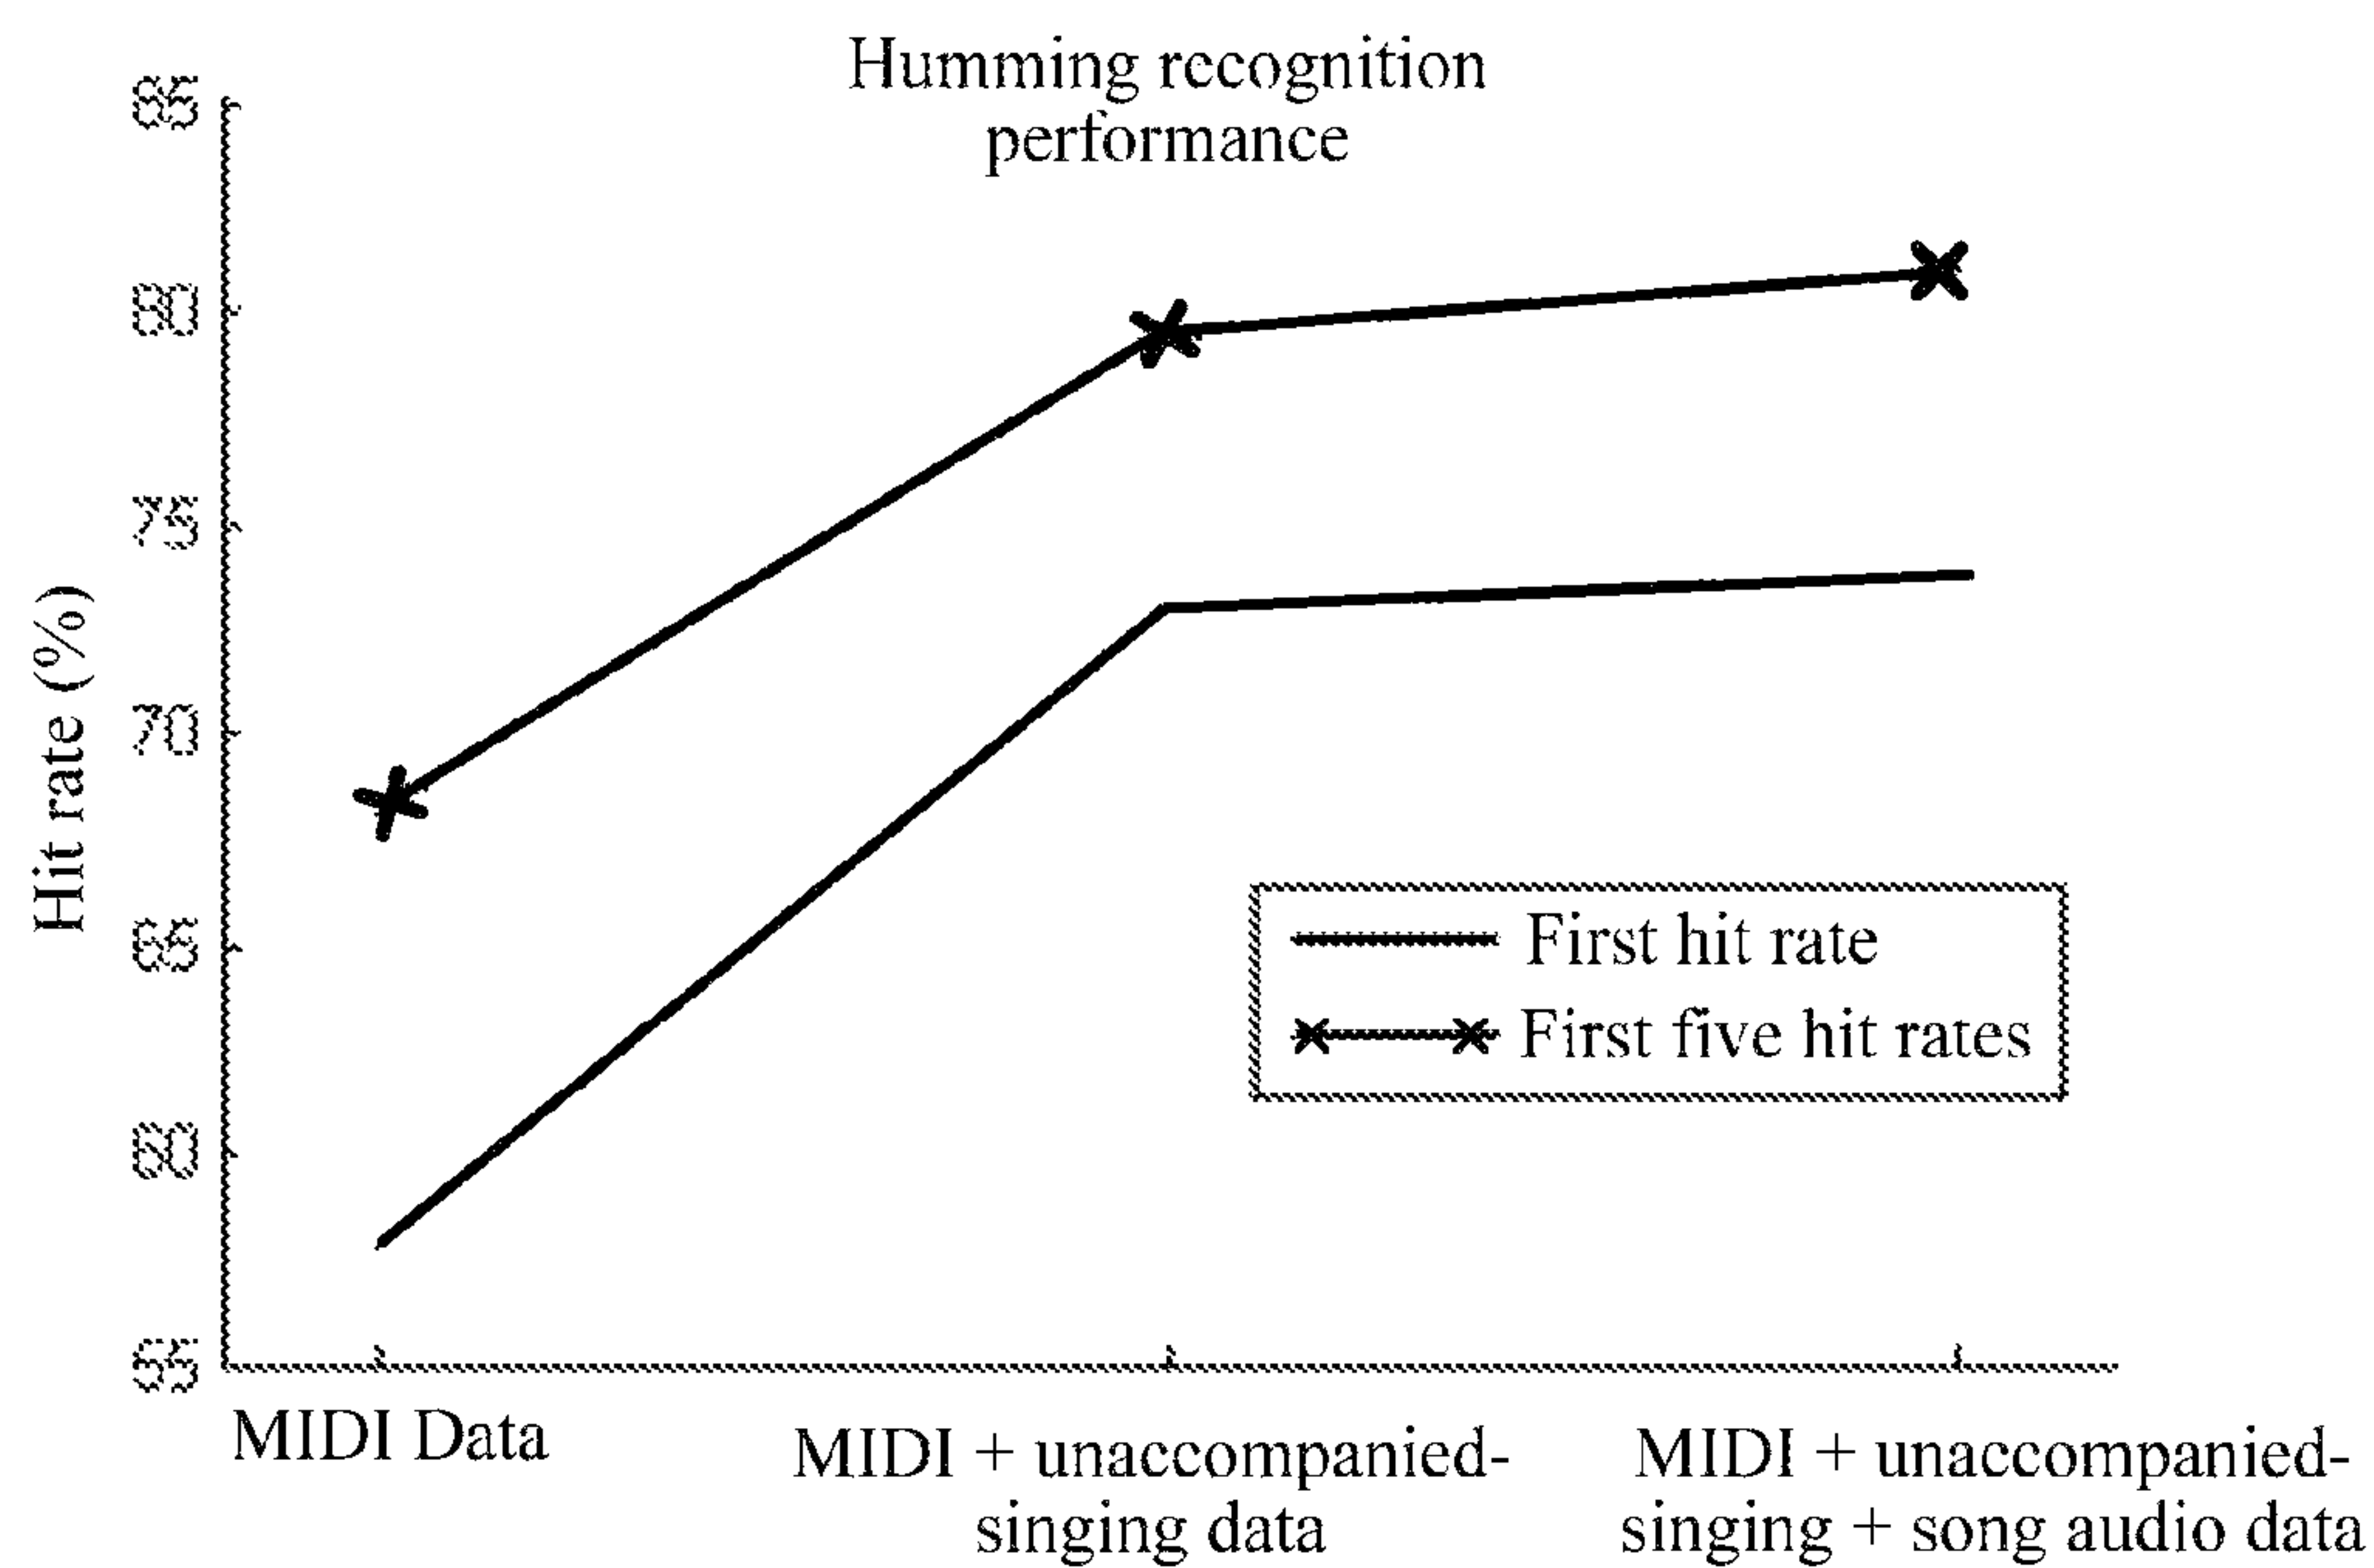 Humming recognition
performance
Hit rate (%)
85
80
75
70
65
60
55
First hit rate
First five hit rates
MIDI Data
MIDI + unaccompanied-
singing data
MIDI + unaccompanied-
singing + song audio data